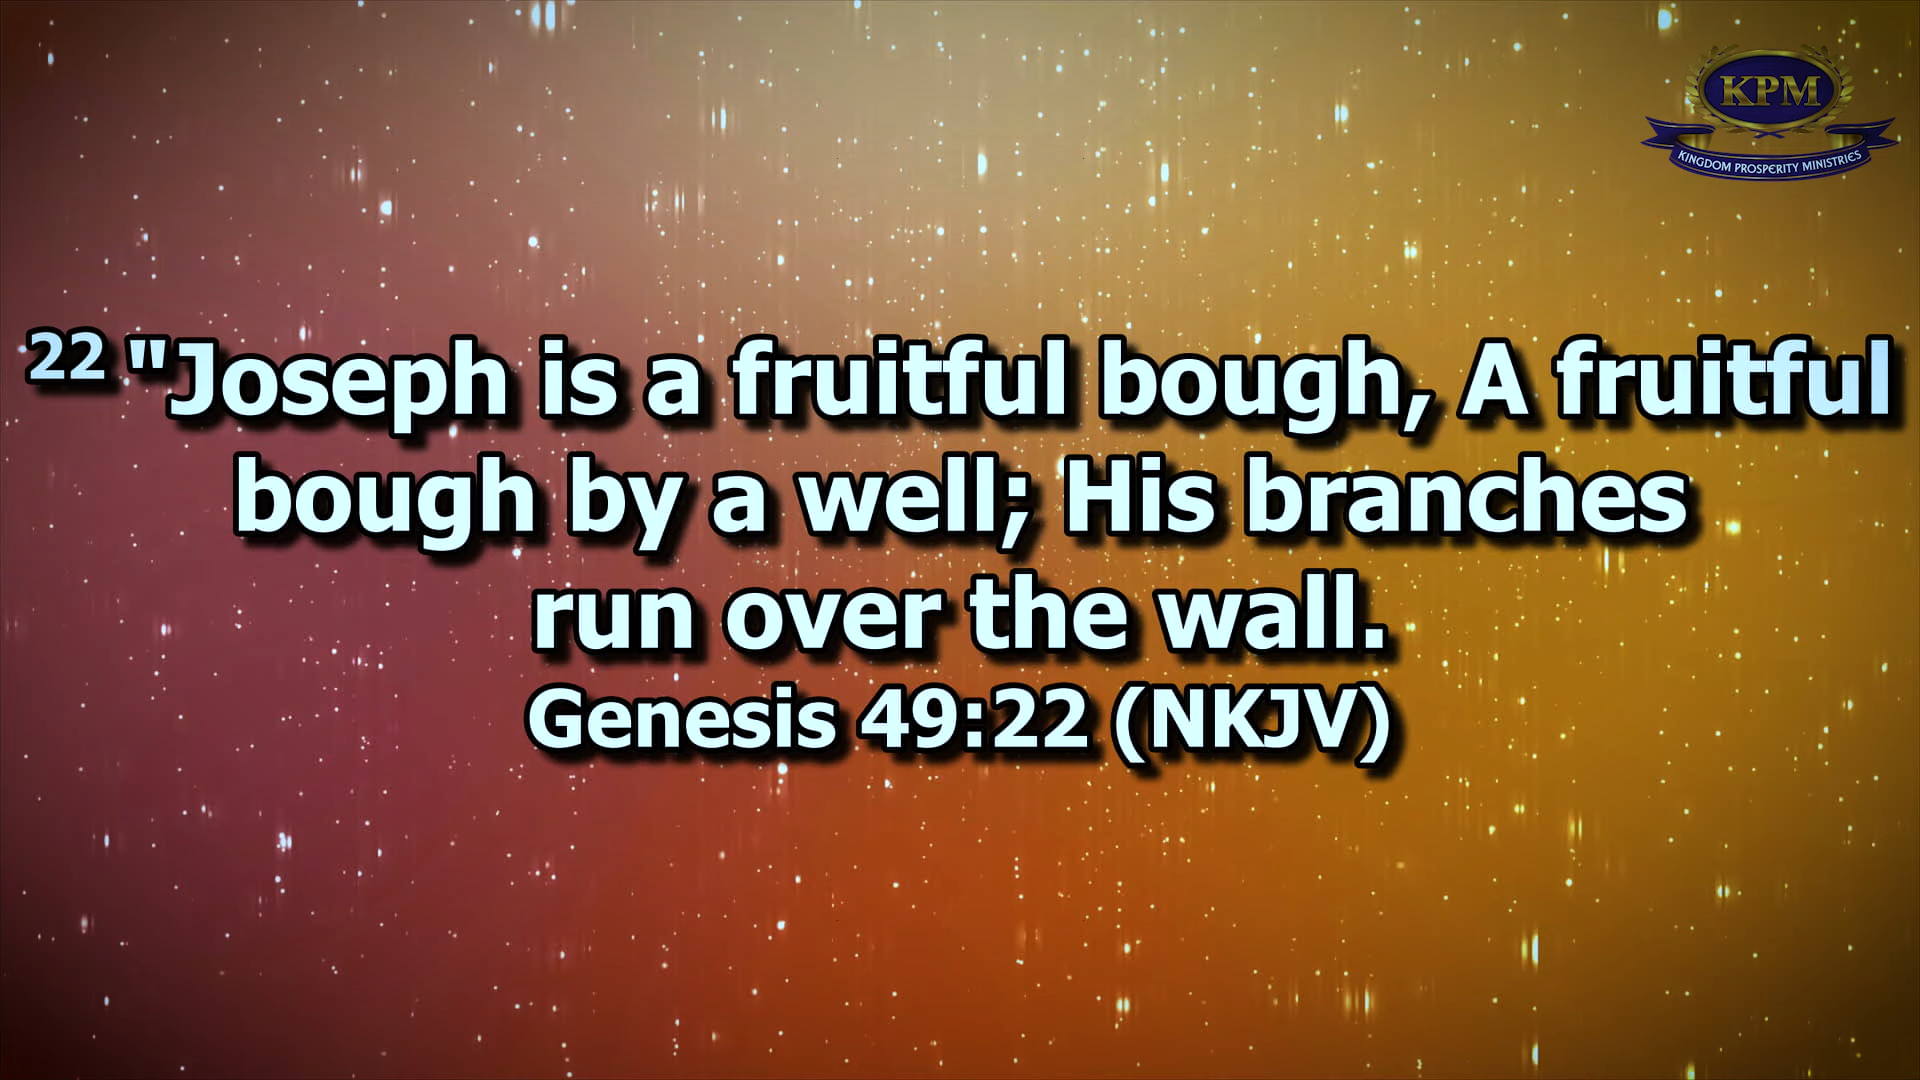 KPM
KINGDOM PROSPERITY MINISTRIES
22 "Joseph is a fruitful bough, A fruitful
bough by a well; His branches
run over the wall.
Genesis 49:22 (NKJV)